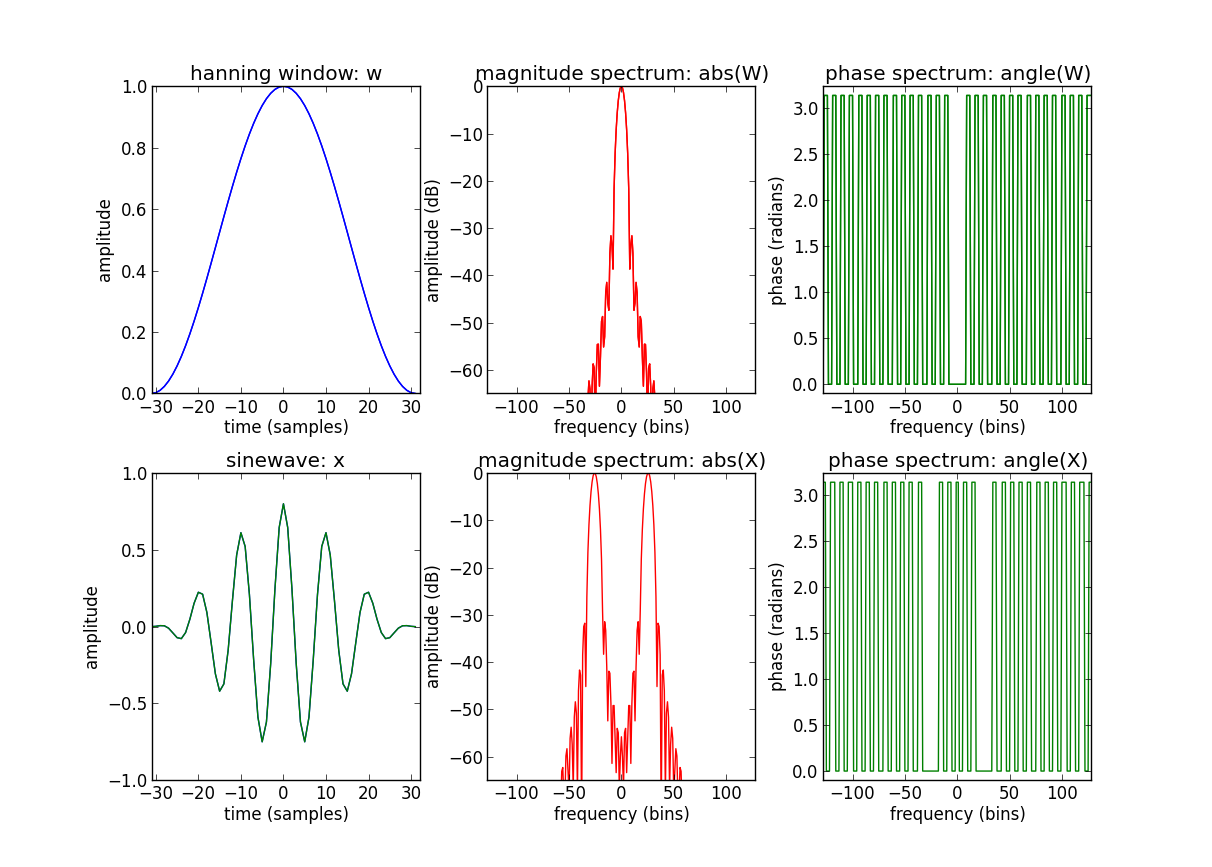 hanning window: w
1.0
0.8
0.6
0.4
0.2
0.0
amplitude
−30 −20 −10 0 10 20 30
time (samples)
magnitude spectrum: abs(W)
0
−10
−20
−30
−40
−50
−60
amplitude (dB)
−100 −50 0 50 100
frequency (bins)
phase spectrum: angle(W)
3.0
2.5
2.0
1.5
1.0
0.5
0.0
phase (radians)
−100 −50 0 50 100
frequency (bins)
sinewave: x
1.0
0.5
0.0
−0.5
−1.0
amplitude
−30 −20 −10 0 10 20 30
time (samples)
magnitude spectrum: abs(X)
0
−10
−20
−30
−40
−50
−60
amplitude (dB)
−100 −50 0 50 100
frequency (bins)
phase spectrum: angle(X)
3.0
2.5
2.0
1.5
1.0
0.5
0.0
phase (radians)
−100 −50 0 50 100
frequency (bins)